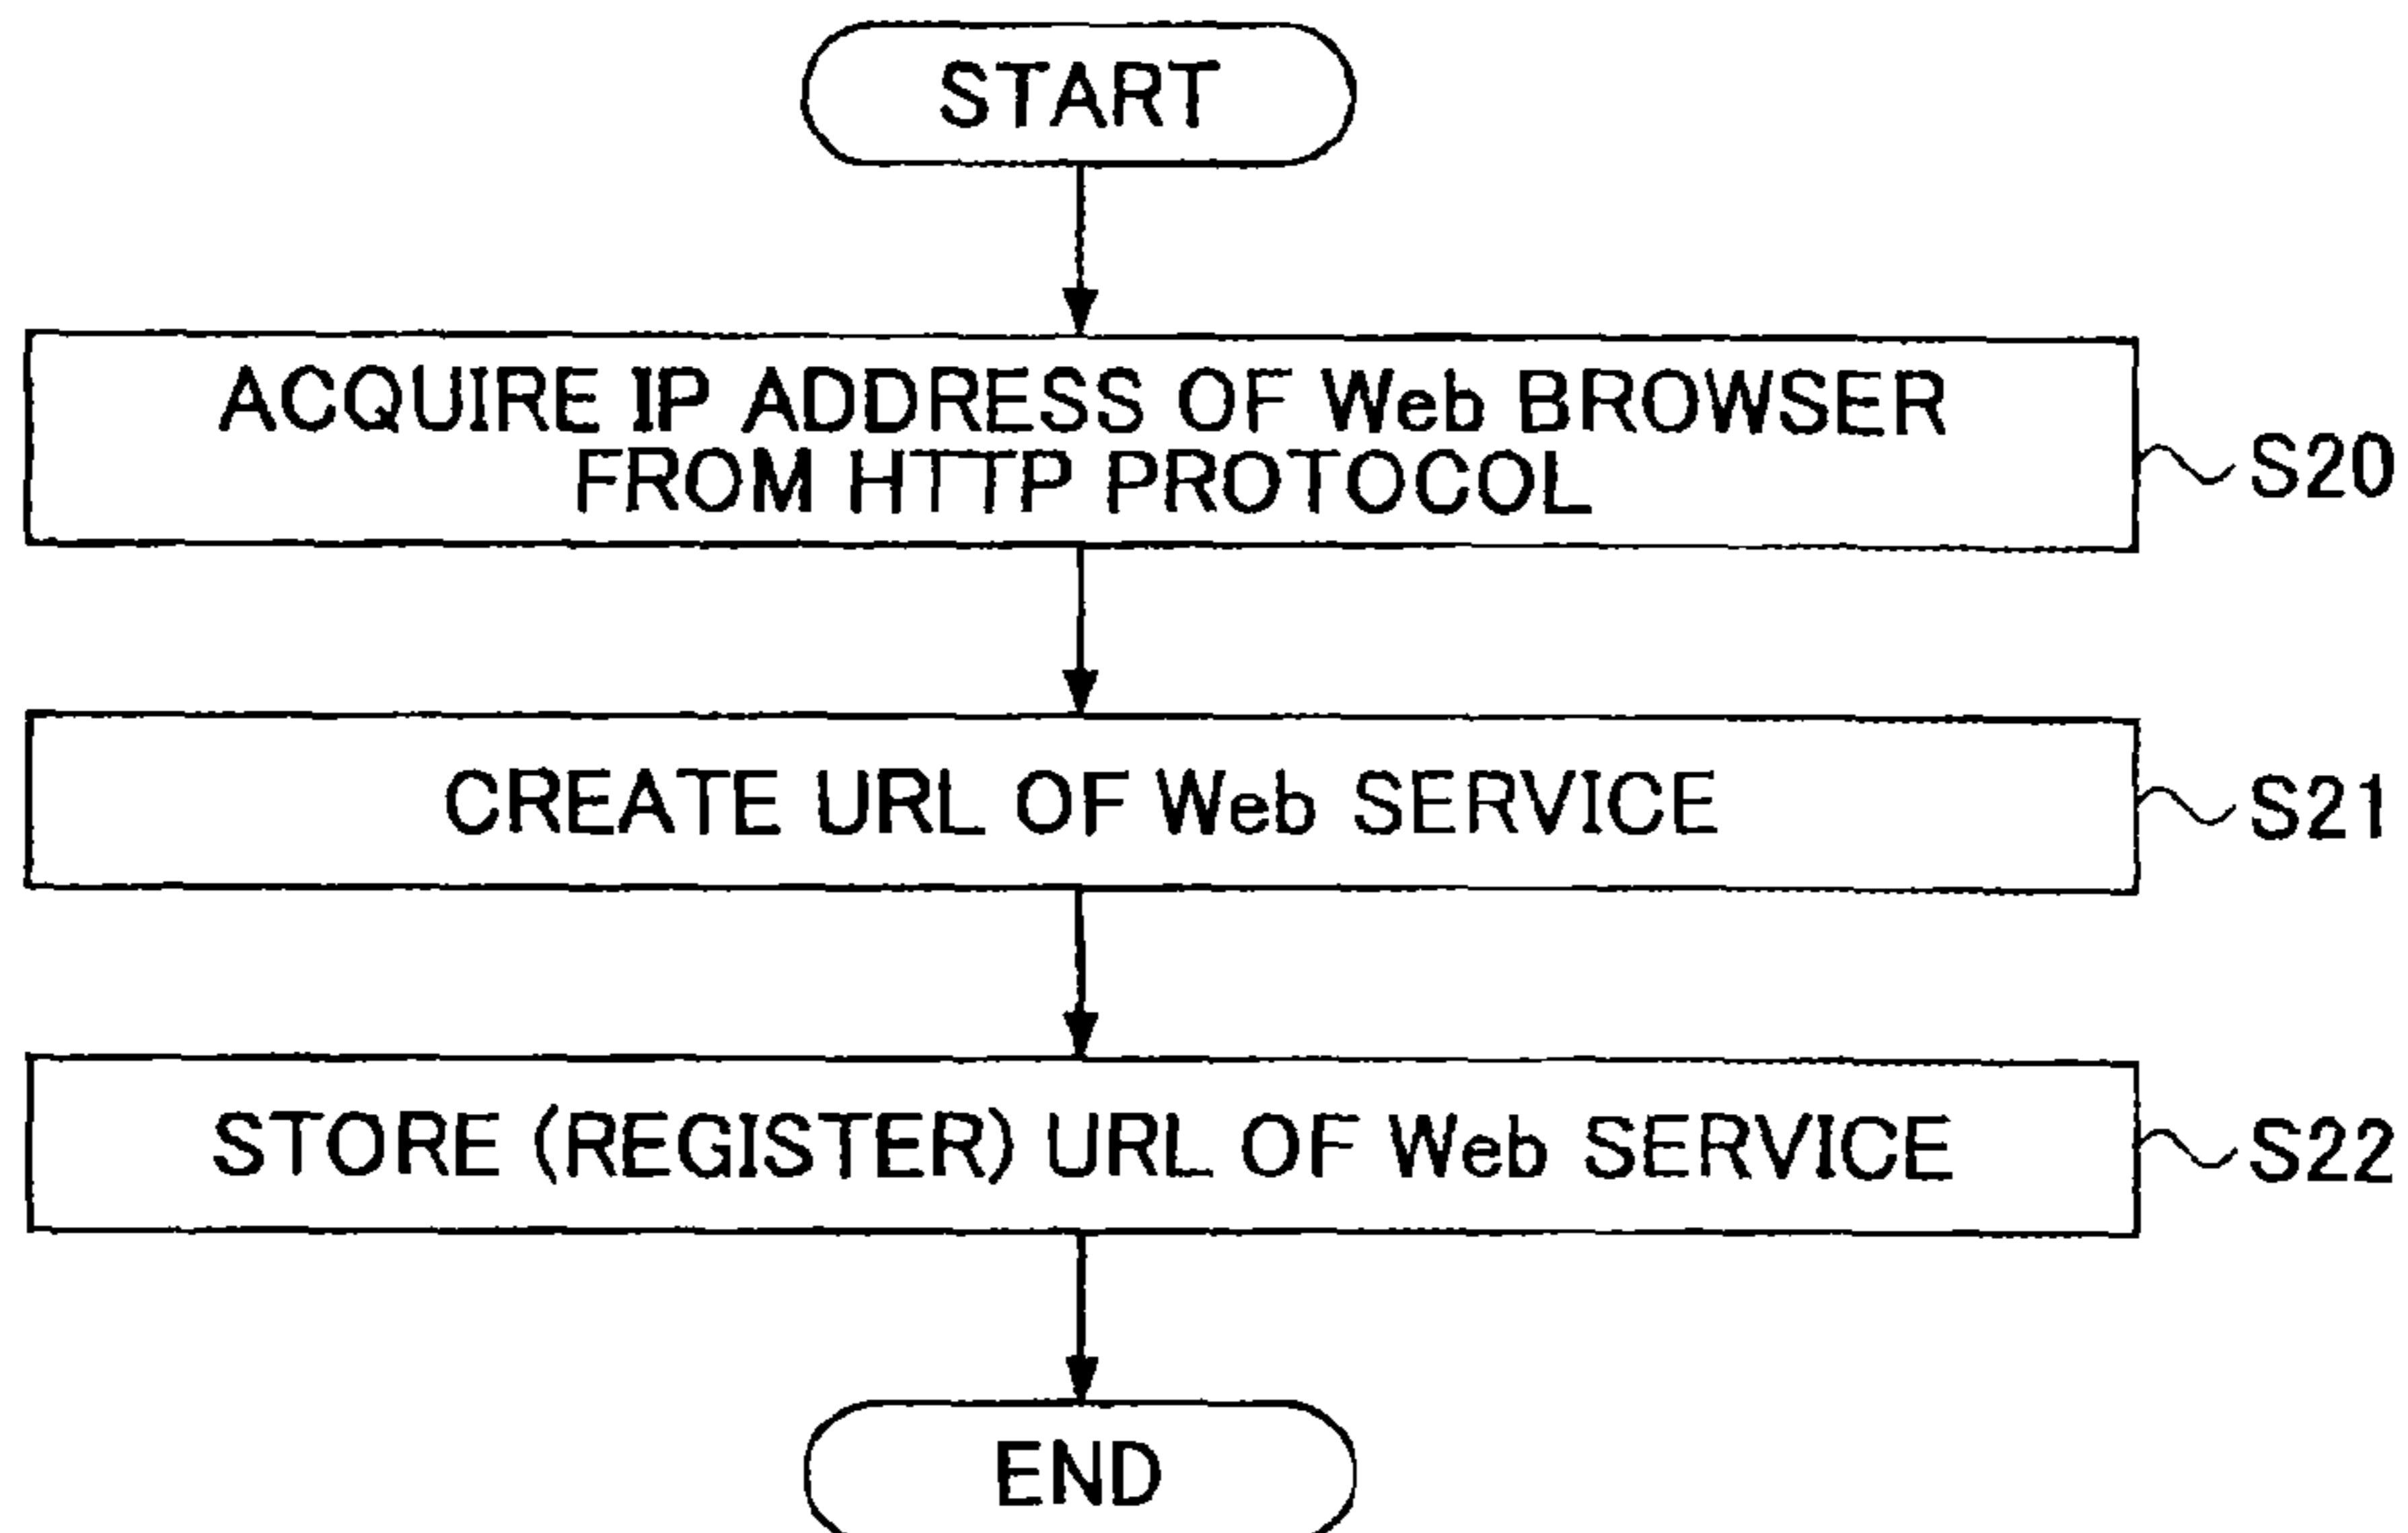 START
ACQUIRE IP ADDRESS OF Web BROWSER
FROM HTTP PROTOCOL
S20
CREATE URL OF Web SERVICE
S21
STORE (REGISTER) URL OF Web SERVICE
S22
END